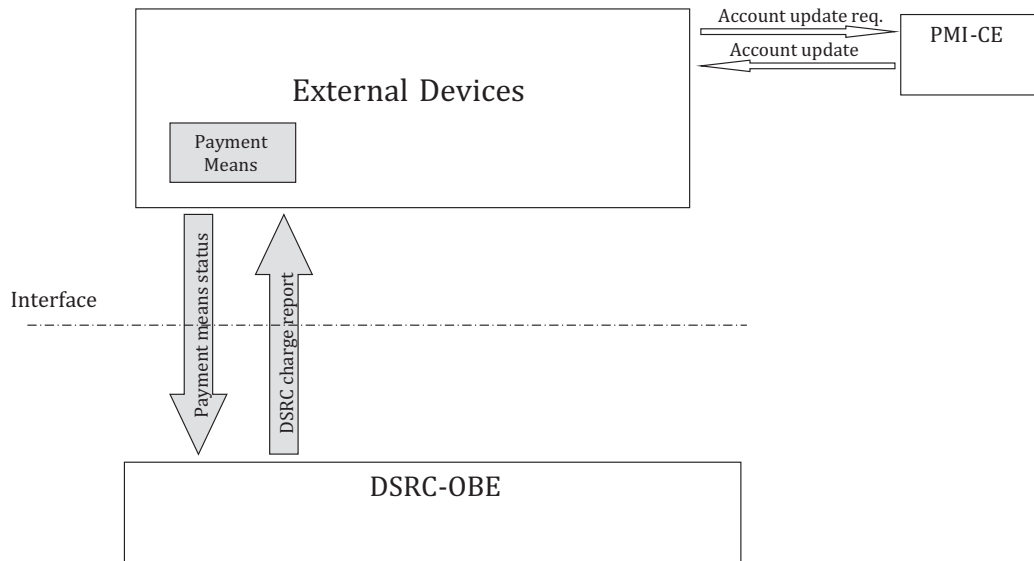 Account update req.
PMI-CE
Account update
External Devices
Payment
Means
Payment means status
DSRC charge report
Interface
DSRC-OBE